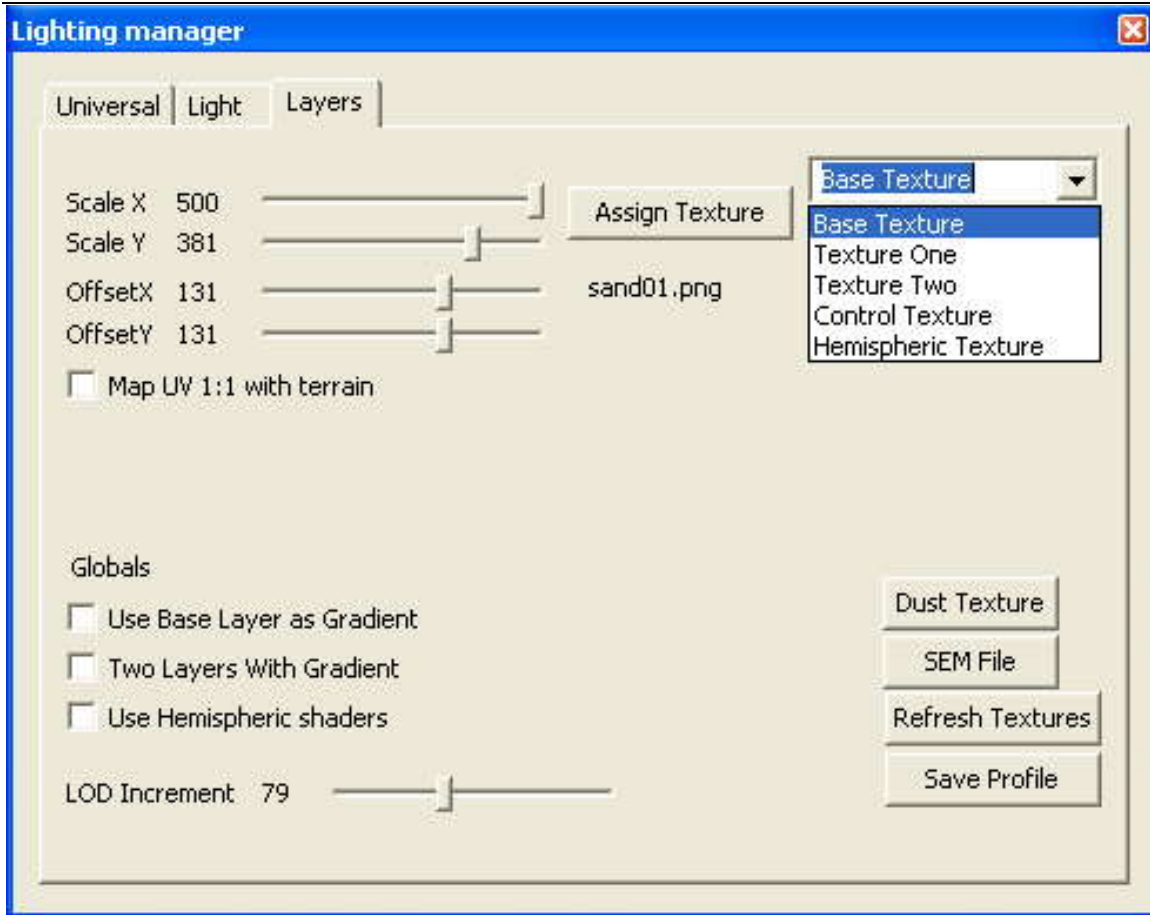 Lighting manager
Universal Light Layers
Base Texture
Scale X 500
Assign Texture
Base Texture
Scale Y 381
Texture One
OffsetX 131
sand01.png
Texture Two
Control Texture
OffsetY 131
Hemispheric Texture
Map UV 1:1 with terrain
Globals
Dust Texture
Use Base Layer as Gradient
SEM File
Two Layers With Gradient
Use Hemispheric shaders
Refresh Textures
LOD Increment 79
Save Profile